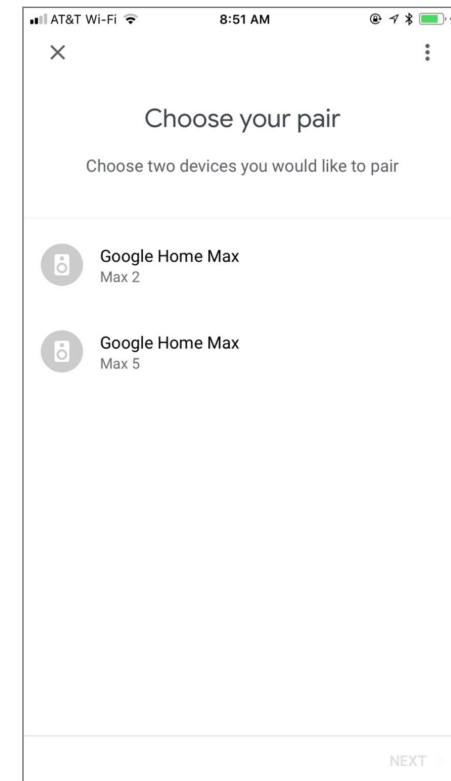 AT&T Wi-Fi 8:51 AM
Choose your pair
Choose two devices you would like to pair
Google Home Max
Max 2
Google Home Max
Max 5
NEXT